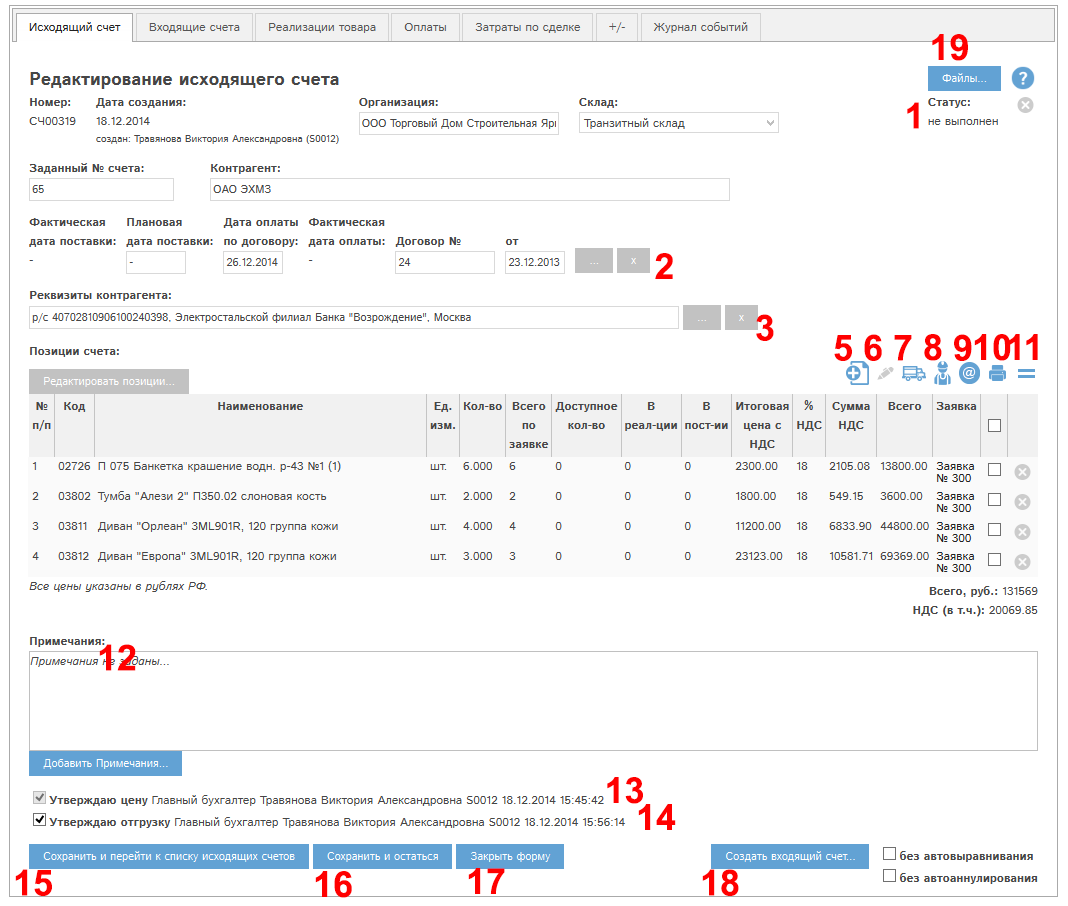 Исходящий счет Входящие счета Реализации товара Оплаты Затраты по сделке +/- Журнал событий
19
Редактирование исходящего счета Файлы... ?
Номер: Дата создания: Организация: Склад: 1 Статус:
СЧ00319 18.12.2014 ООО Торговый Дом Строительная Яр Транзитный склад не выполнен
создан: Травянова Виктория Александровна (S0012)
Заданный № счета: Контрагент:
65 ОАО ЭХМЗ
Фактическая Плановая Дата оплаты Фактическая
дата поставки: дата поставки: по договору: дата оплаты: Договор № от
- - 26.12.2014 - 24 23.12.2013 ... x 2
Реквизиты контрагента:
р/с 40702810906100240398, Электростальской филиал Банка "Возрождение", Москва ... x 3
Позиции счета: 5 6 7 8 9 10 11
Редактировать позиции... @
№ Код Наименование Ед. Кол-во Всего Доступное В В Итоговая % Сумма Всего Заявка
п/п изм. по кол-во реал-ции пост-ии цена с НДС НДС
заявке НДС
1 02726 П 075 Банкетка крашение водн. р-43 №1 (1) шт. 6.000 6 0 0 0 2300.00 18 2105.08 13800.00 Заявка
№ 300
2 03802 Тумба "Алези 2" П350.02 слоновая кость шт. 2.000 2 0 0 0 1800.00 18 549.15 3600.00 Заявка
№ 300
3 03811 Диван "Орлеан" 3ML901R, 120 группа кожи шт. 4.000 4 0 0 0 11200.00 18 6833.90 44800.00 Заявка
№ 300
4 03812 Диван "Европа" 3ML901R, 120 группа кожи шт. 3.000 3 0 0 0 23123.00 18 10581.71 69369.00 Заявка
№ 300
Все цены указаны в рублях РФ.
Всего, руб.: 131569
НДС (в т.ч.): 20069.85
Примечания:
12
Примечания не заданы...
Добавить Примечания...
Утверждаю цену Главный бухгалтер Травянова Виктория Александровна S0012 18.12.2014 15:45:42 13
Утверждаю отгрузку Главный бухгалтер Травянова Виктория Александровна S0012 18.12.2014 15:56:14 14
Сохранить и перейти к списку исходящих счетов Сохранить и остаться Закрыть форму Создать входящий счет... без автовыравнивания
без автоаннулирования
15 16 17 18